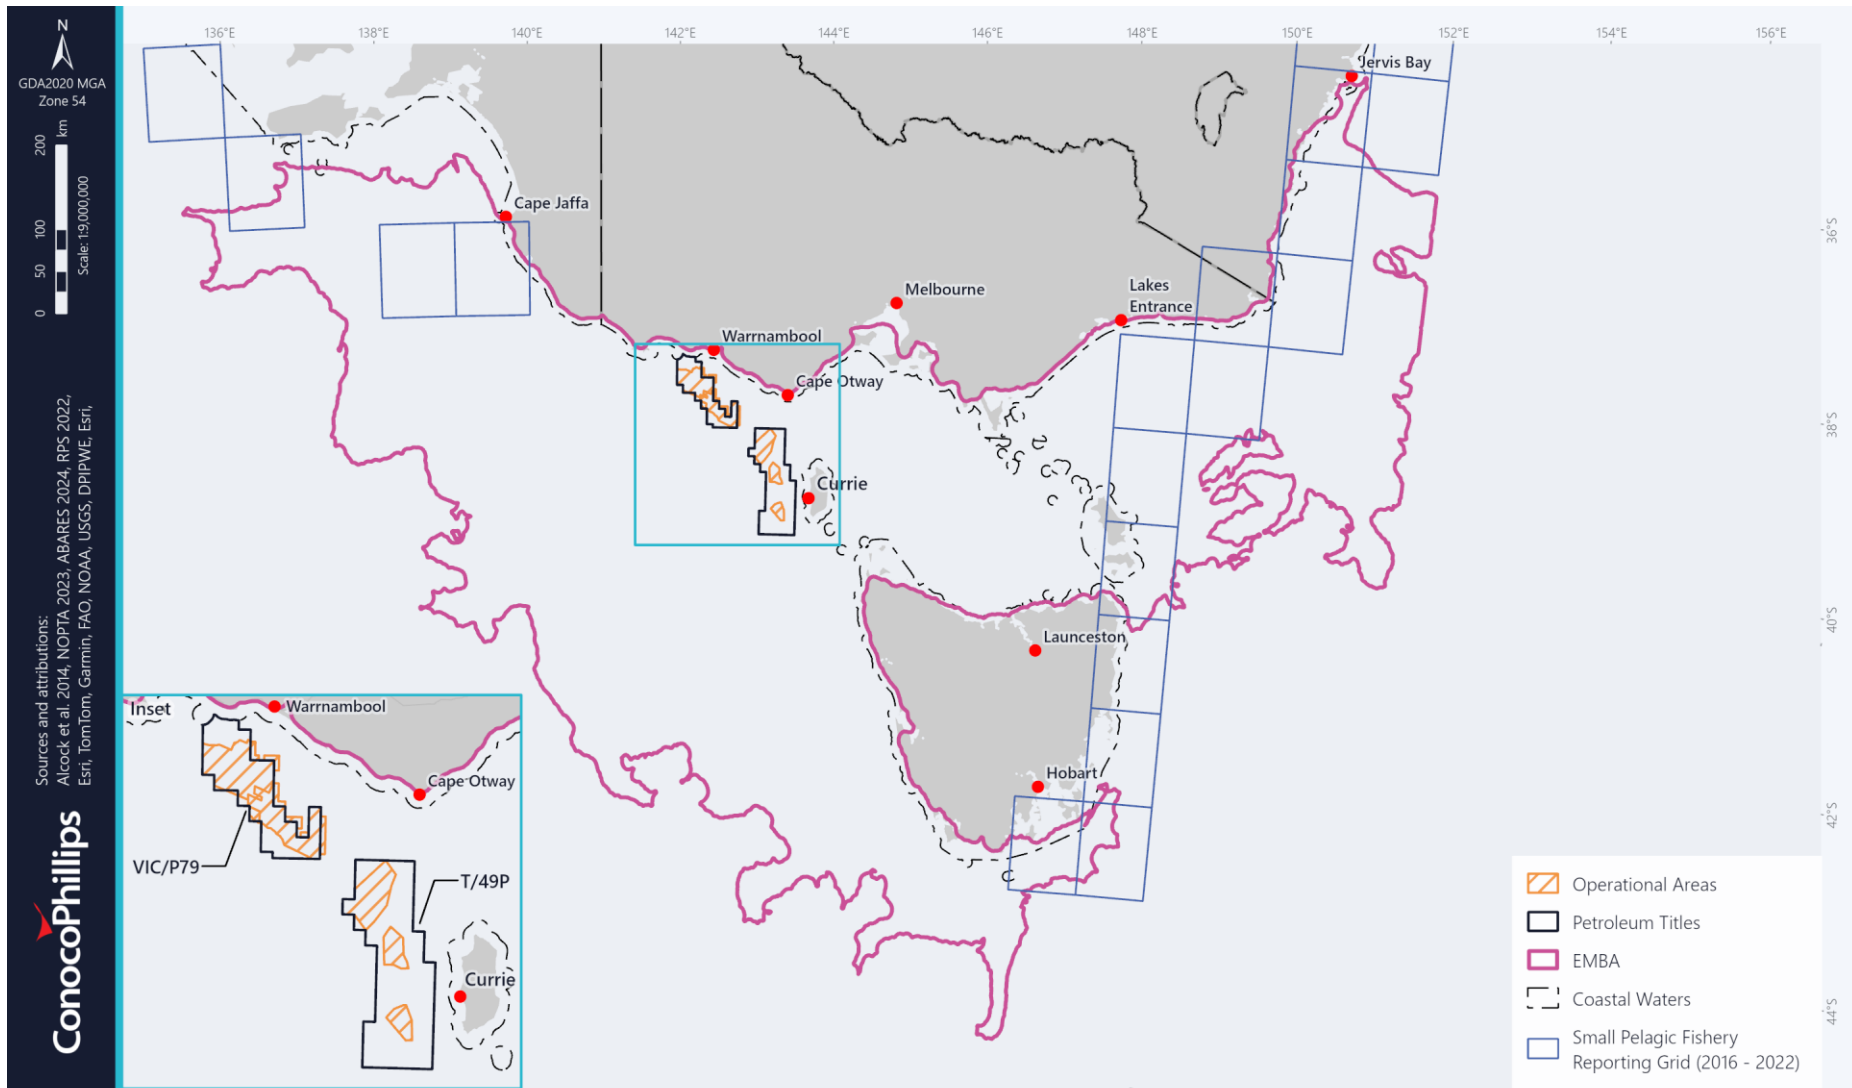 N
GDA2020 MGA
Zone 54
0 50 100 200
km
Scale: 1:9,000,000
Sources and attributions:
Alcock et al. 2014, NOPTA 2023, ABARES 2024, RPS 2022,
Esri, TomTom, Garmin, FAO, NOAA, USGS, DPIPWE, Esri,
ConocoPhillips
136°E 138°E 140°E 142°E 144°E 146°E 148°E 150°E 152°E 154°E 156°E
36°S
38°S
40°S
42°S
44°S
Jervis Bay
Cape Jaffa
Melbourne
Lakes
Entrance
Warrnambool
Cape Otway
Currie
Launceston
Hobart
Inset
Warrnambool
Cape Otway
VIC/P79
T/49P
Currie
Operational Areas
Petroleum Titles
EMBA
Coastal Waters
Small Pelagic Fishery
Reporting Grid (2016 - 2022)